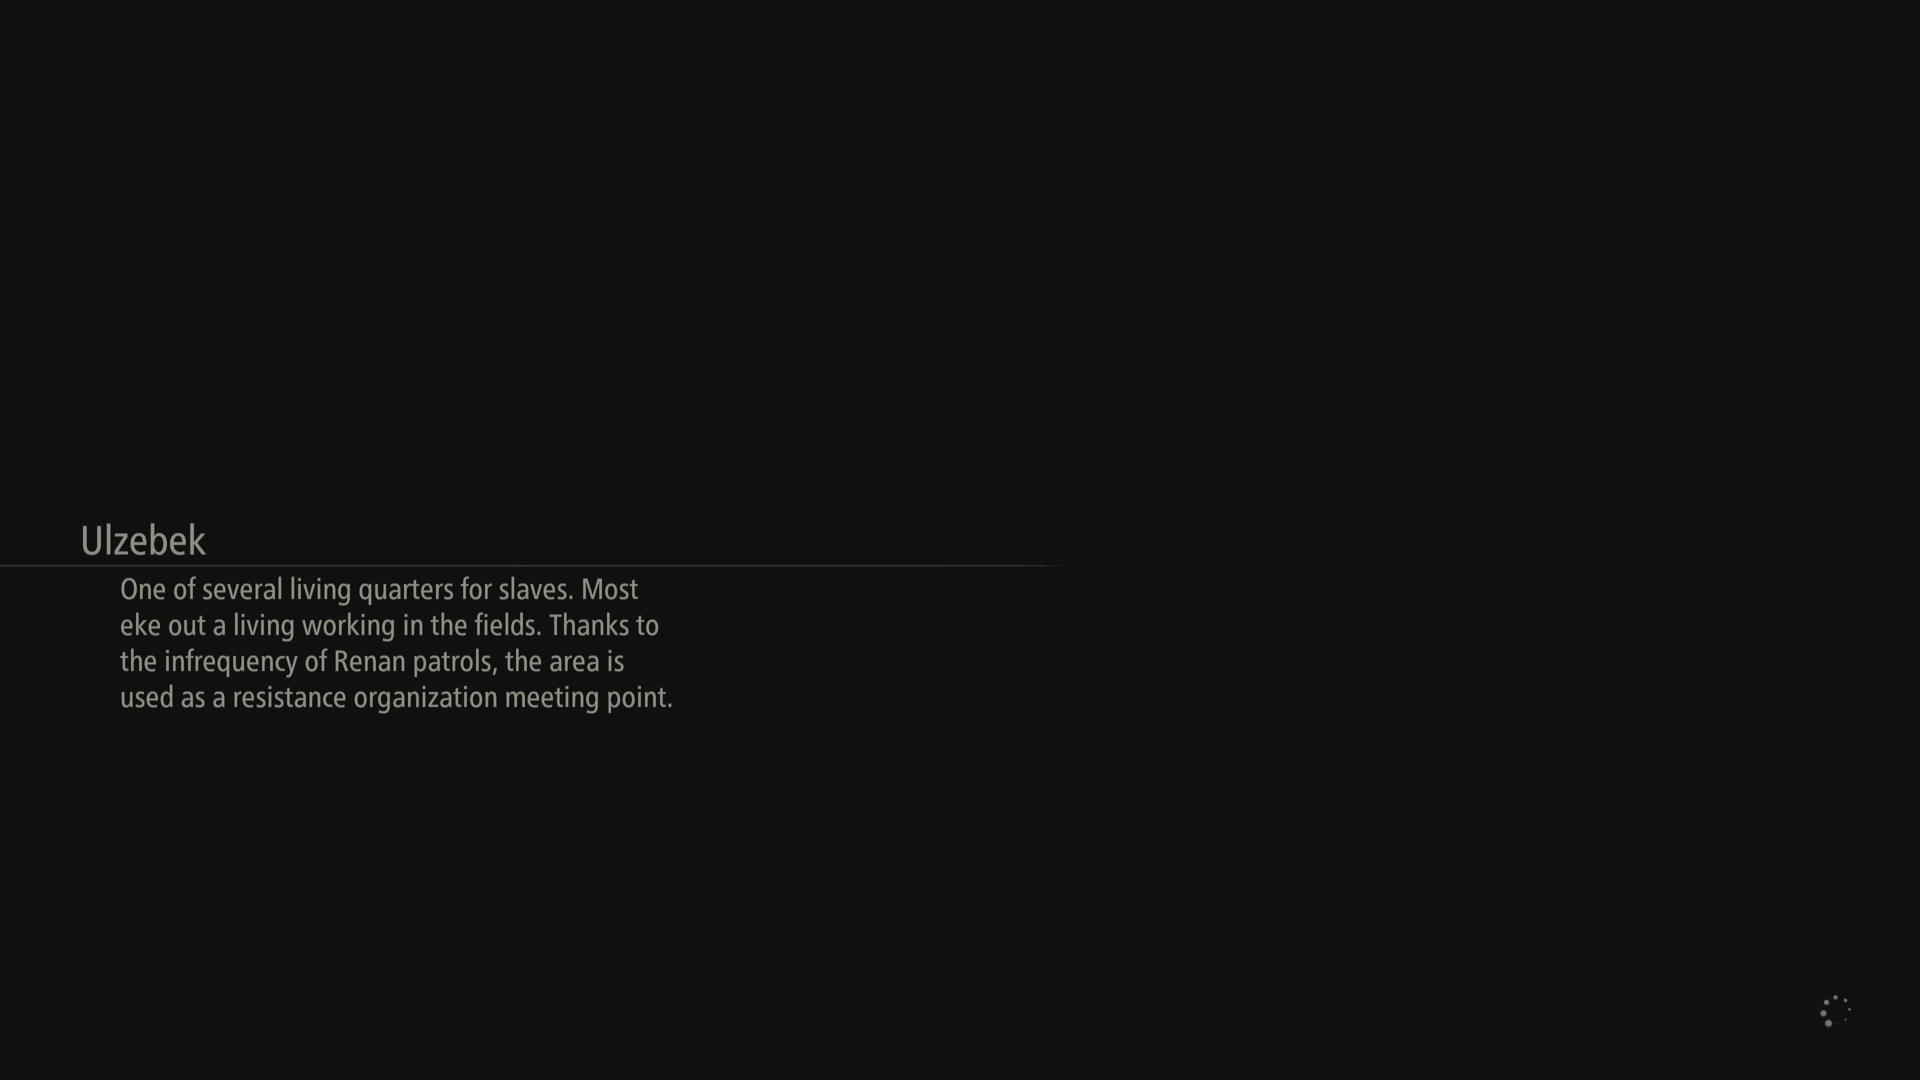 Ulzebek
One of several living quarters for slaves. Most
eke out a living working in the fields. Thanks to
the infrequency of Renan patrols, the area is
used as a resistance organization meeting point.